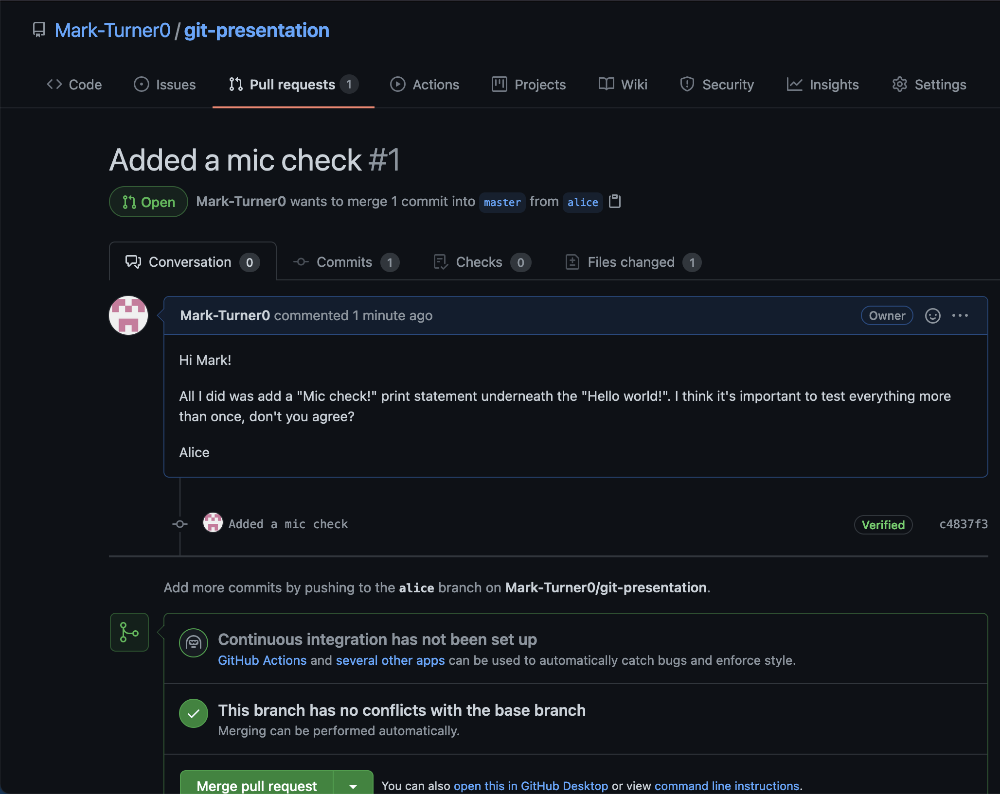 Mark-Turner0 / git-presentation
Code Issues Pull requests 1 Actions Projects Wiki Security Insights Settings
Added a mic check #1
Open Mark-Turner0 wants to merge 1 commit into master from alice
Conversation 0 Commits 1 Checks 0 Files changed 1
Mark-Turner0 commented 1 minute ago Owner
Hi Mark!
All I did was add a "Mic check!" print statement underneath the "Hello world!". I think it's important to test everything more
than once, don't you agree?
Alice
Added a mic check Verified c4837f3
Add more commits by pushing to the alice branch on Mark-Turner0/git-presentation.
Continuous integration has not been set up
GitHub Actions and several other apps can be used to automatically catch bugs and enforce style.
This branch has no conflicts with the base branch
Merging can be performed automatically.
Merge pull request You can also open this in GitHub Desktop or view command line instructions.